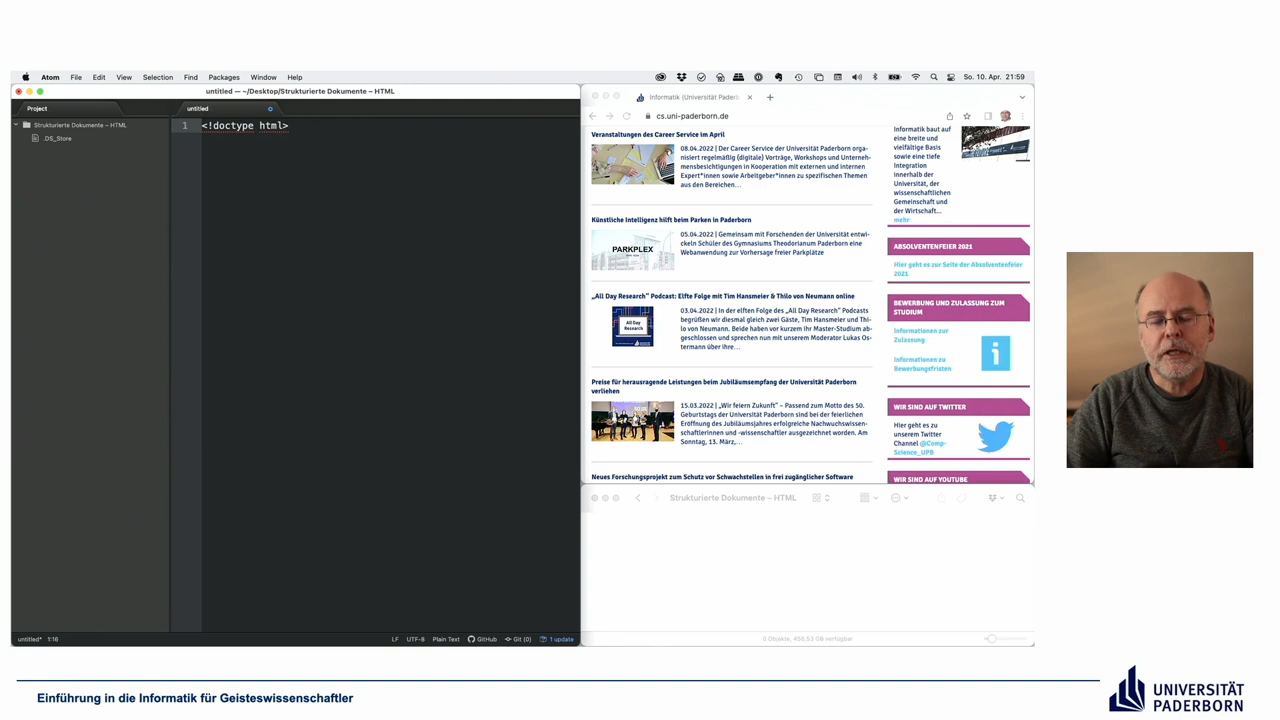 Atom File Edit View Selection Find Packages Window Help
So. 10. Apr. 21:59
untitled — ~/Desktop/Strukturierte Dokumente – HTML
Project
untitled
Strukturierte Dokumente – HTML
.DS_Store
1 <!doctype html>
untitled* 1:16
LF UTF-8 Plain Text GitHub Git (0) 1 update
Informatik (Universität Paderb
cs.uni-paderborn.de
Veranstaltungen des Career Service im April
08.04.2022 | Der Career Service der Universität Paderborn orga-
nisiert regelmäßig (digitale) Vorträge, Workshops und Unterneh-
mensbesichtigungen in Kooperation mit externen und internen
Expert*innen sowie Arbeitgeber*innen zu spezifischen Themen
aus den Bereichen…
Künstliche Intelligenz hilft beim Parken in Paderborn
PARKPLEX
05.04.2022 | Gemeinsam mit Forschenden der Universität entwi-
ckeln Schüler des Gymnasiums Theodorianum Paderborn eine
Webanwendung zur Vorhersage freier Parkplätze
„All Day Research“ Podcast: Elfte Folge mit Tim Hansmeier & Thilo von Neumann online
All Day
Research
03.04.2022 | In der elften Folge des „All Day Research“ Podcasts
begrüßen wir diesmal gleich zwei Gäste, Tim Hansmeier und Thi-
lo von Neumann. Beide haben vor kurzem ihr Master-Studium ab-
geschlossen und sprechen nun mit unserem Moderator Lukas Os-
termann über ihre…
Preise für herausragende Leistungen beim Jubiläumsempfang der Universität Paderborn
verliehen
15.03.2022 | „Wir feiern Zukunft“ – Passend zum Motto des 50.
Geburtstags der Universität Paderborn sind bei der feierlichen
Eröffnung des Jubiläumsjahres erfolgreiche Nachwuchswissen-
schaftlerinnen und -wissenschaftler ausgezeichnet worden. Am
Sonntag, 13. März,…
Neues Forschungsprojekt zum Schutz vor Schwachstellen in frei zugänglicher Software
Informatik baut auf
eine breite und
vielfältige Basis
sowie eine tiefe
Integration
innerhalb der
Universität, der
wissenschaftlichen
Gemeinschaft und
der Wirtschaft…
mehr
ABSOLVENTENFEIER 2021
Hier geht es zur Seite der Absolventenfeier
2021
BEWERBUNG UND ZULASSUNG ZUM
STUDIUM
Informationen zur
Zulassung
Informationen zu
Bewerbungsfristen
i
WIR SIND AUF TWITTER
Hier geht es zu
unserem Twitter
Channel @Comp-
Science_UPB
WIR SIND AUF YOUTUBE
Strukturierte Dokumente – HTML
0 Objekte, 456,53 GB verfügbar
Einführung in die Informatik für Geisteswissenschaftler
UNIVERSITÄT
PADERBORN